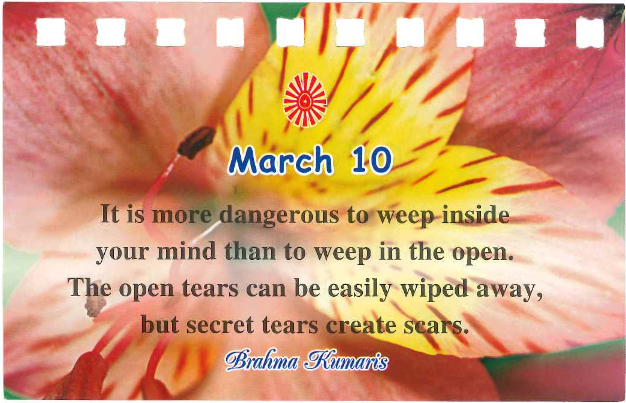 March 10
It is more dangerous to weep inside
your mind than to weep in the open.
The open tears can be easily wiped away,
but secret tears create scars.
Brahma Kumaris